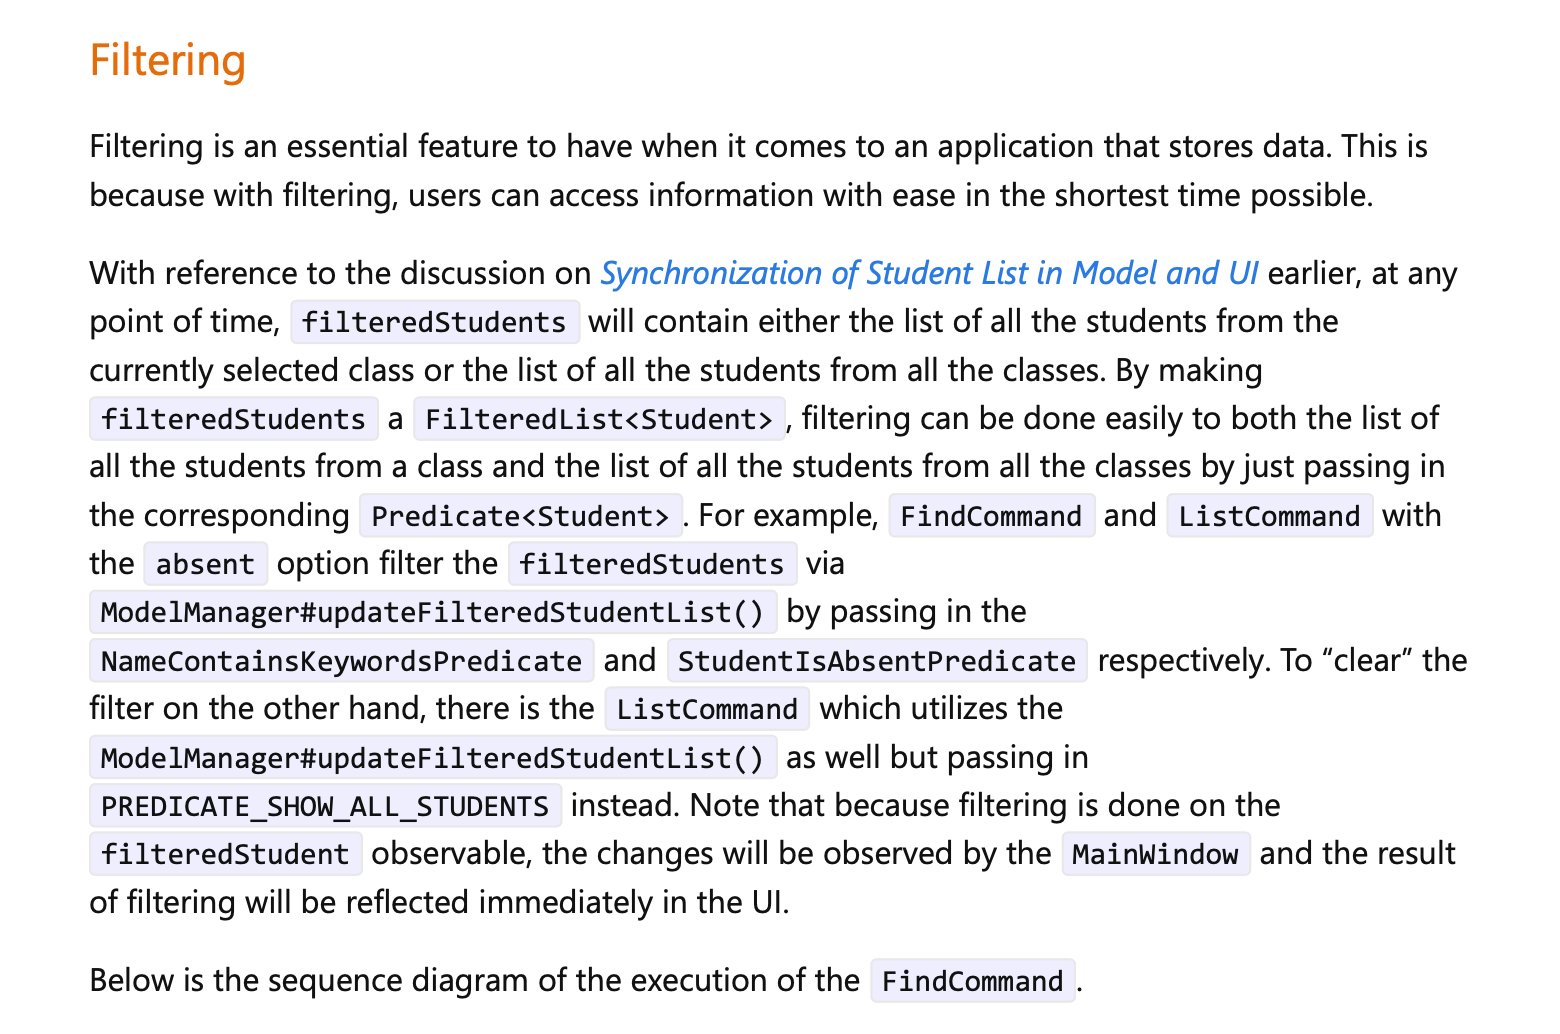 Filtering
Filtering is an essential feature to have when it comes to an application that stores data. This is
because with filtering, users can access information with ease in the shortest time possible.
With reference to the discussion on Synchronization of Student List in Model and UI earlier, at any
point of time, filteredStudents will contain either the list of all the students from the
currently selected class or the list of all the students from all the classes. By making
filteredStudents a FilteredList<Student>, filtering can be done easily to both the list of
all the students from a class and the list of all the students from all the classes by just passing in
the corresponding Predicate<Student>. For example, FindCommand and ListCommand with
the absent option filter the filteredStudents via
ModelManager#updateFilteredStudentList() by passing in the
NameContainsKeywordsPredicate and StudentIsAbsentPredicate respectively. To “clear” the
filter on the other hand, there is the ListCommand which utilizes the
ModelManager#updateFilteredStudentList() as well but passing in
PREDICATE_SHOW_ALL_STUDENTS instead. Note that because filtering is done on the
filteredStudent observable, the changes will be observed by the MainWindow and the result
of filtering will be reflected immediately in the UI.
Below is the sequence diagram of the execution of the FindCommand.